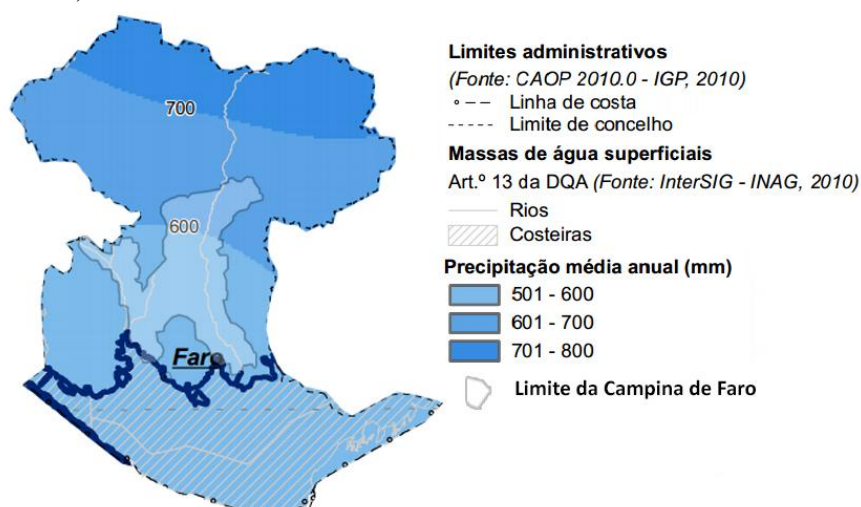 700
600
Faro
Limites administrativos
(Fonte: CAOP 2010.0 - IGP, 2010)
Linha de costa
Limite de concelho
Massas de água superficiais
Art.º 13 da DQA (Fonte: InterSIG - INAG, 2010)
Rios
Costeiras
Precipitação média anual (mm)
501 - 600
601 - 700
701 - 800
Limite da Campina de Faro